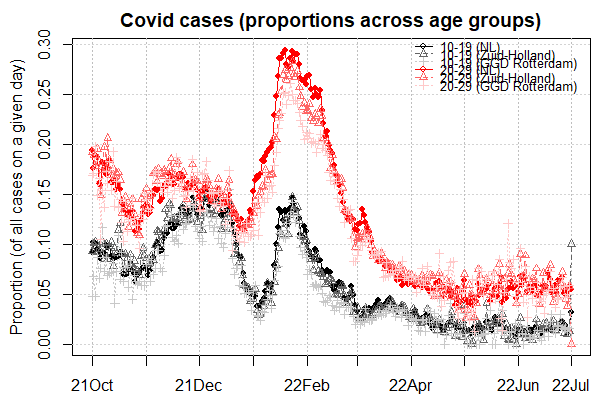 Covid cases (proportions across age groups)
Proportion (of all cases on a given day)
0.30
0.25
0.20
0.15
0.10
0.05
0.00
10-19 (NL)
10-19 (Zuid-Holland)
10-19 (GGD Rotterdam)
20-29 (NL)
20-29 (Zuid-Holland)
20-29 (GGD Rotterdam)
21Oct 21Dec 22Feb 22Apr 22Jun 22Jul